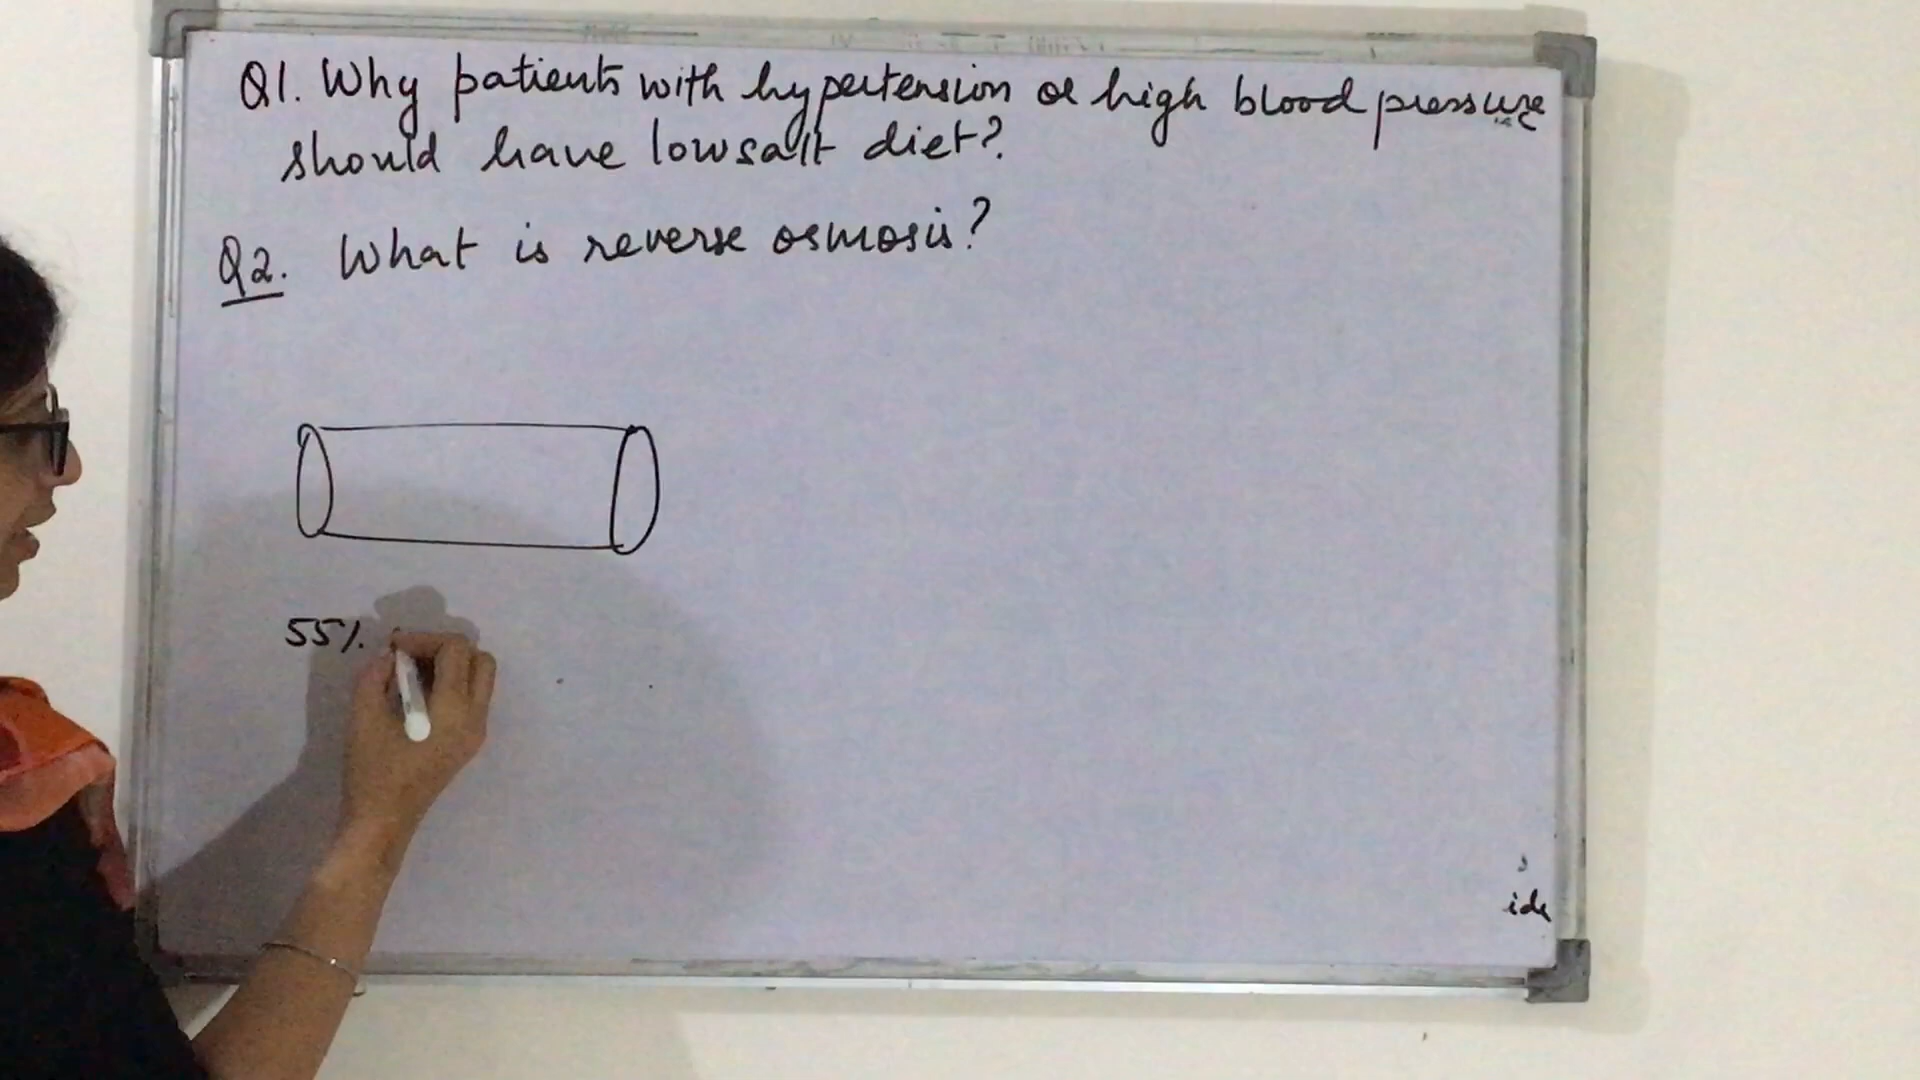 Q1. Why patients with hypertension or high blood pressure
should have low salt diet?
Q2. What is reverse osmosis?
55%.
ide